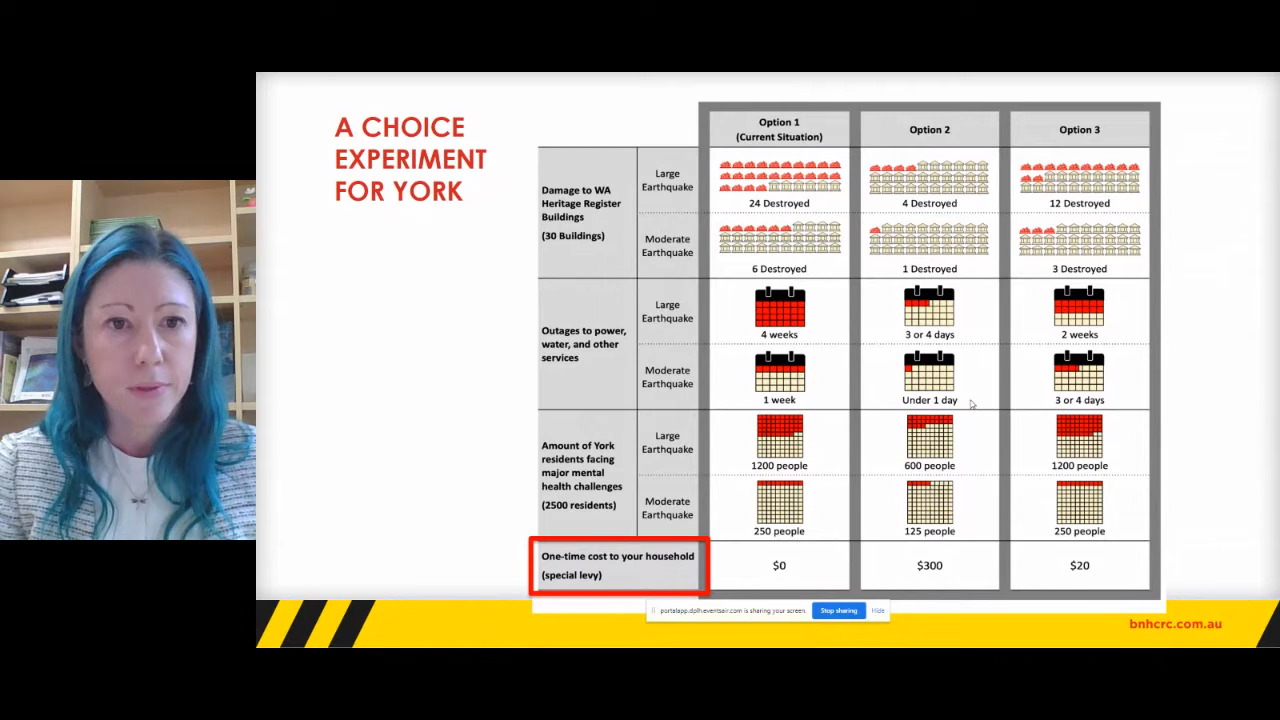 A CHOICE
EXPERIMENT
FOR YORK
Option 1
(Current Situation)
Option 2
Option 3
Damage to WA
Heritage Register
Buildings
(30 Buildings)
Large
Earthquake
24 Destroyed
4 Destroyed
12 Destroyed
Moderate
Earthquake
6 Destroyed
1 Destroyed
3 Destroyed
Outages to power,
water, and other
services
Large
Earthquake
4 weeks
3 or 4 days
2 weeks
Moderate
Earthquake
1 week
Under 1 day
3 or 4 days
Amount of York
residents facing
major mental
health challenges
(2500 residents)
Large
Earthquake
1200 people
600 people
1200 people
Moderate
Earthquake
250 people
125 people
250 people
One-time cost to your household
(special levy)
$0
$300
$20
portalapp.dplh.eventsair.com is sharing your screen.
Stop sharing
Hide
bnhcrc.com.au